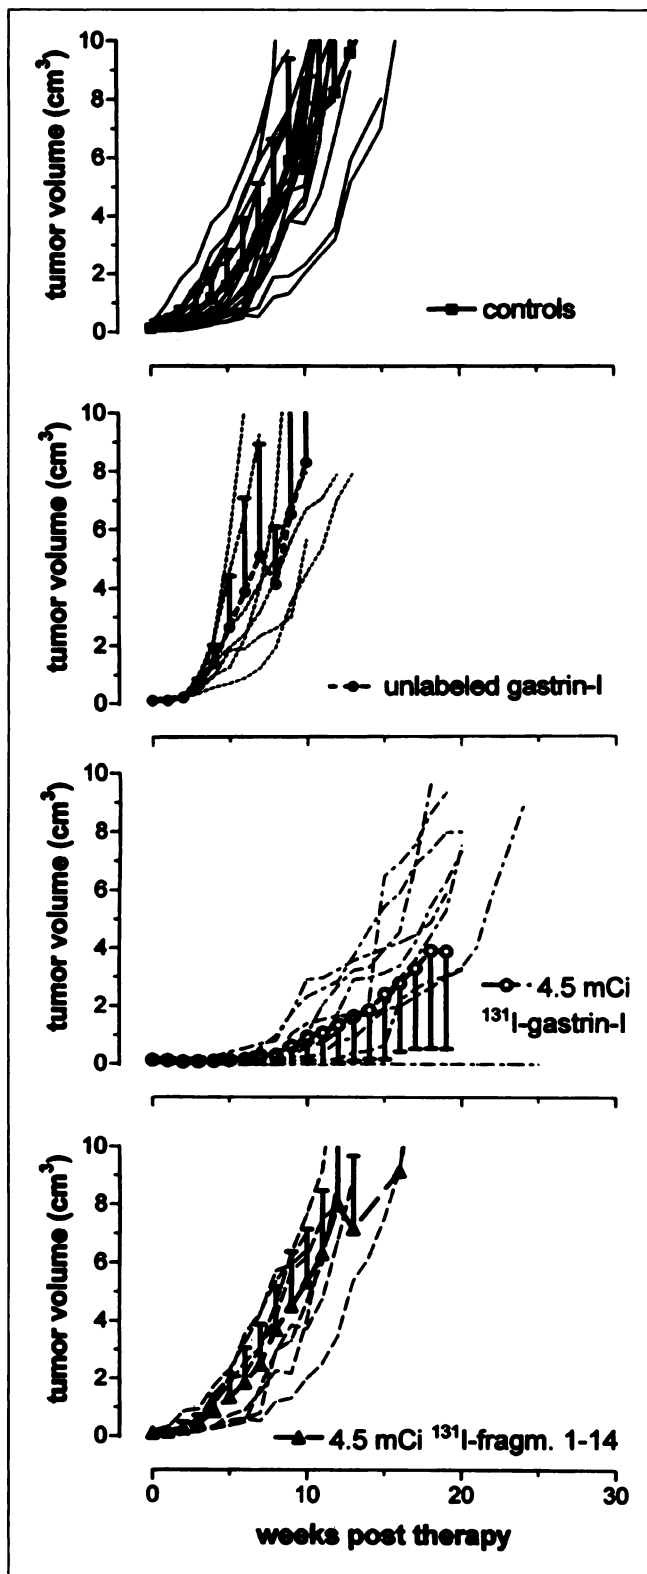 10
8
6
4
2
0
tumor volume (cm³)
controls
10
8
6
4
2
0
tumor volume (cm³)
unlabeled gastrin-I
10
8
6
4
2
0
tumor volume (cm³)
4.5 mCi
¹³¹I-gastrin-I
10
8
6
4
2
0
tumor volume (cm³)
4.5 mCi ¹³¹I-fragm. 1-14
0 10 20 30
weeks post therapy